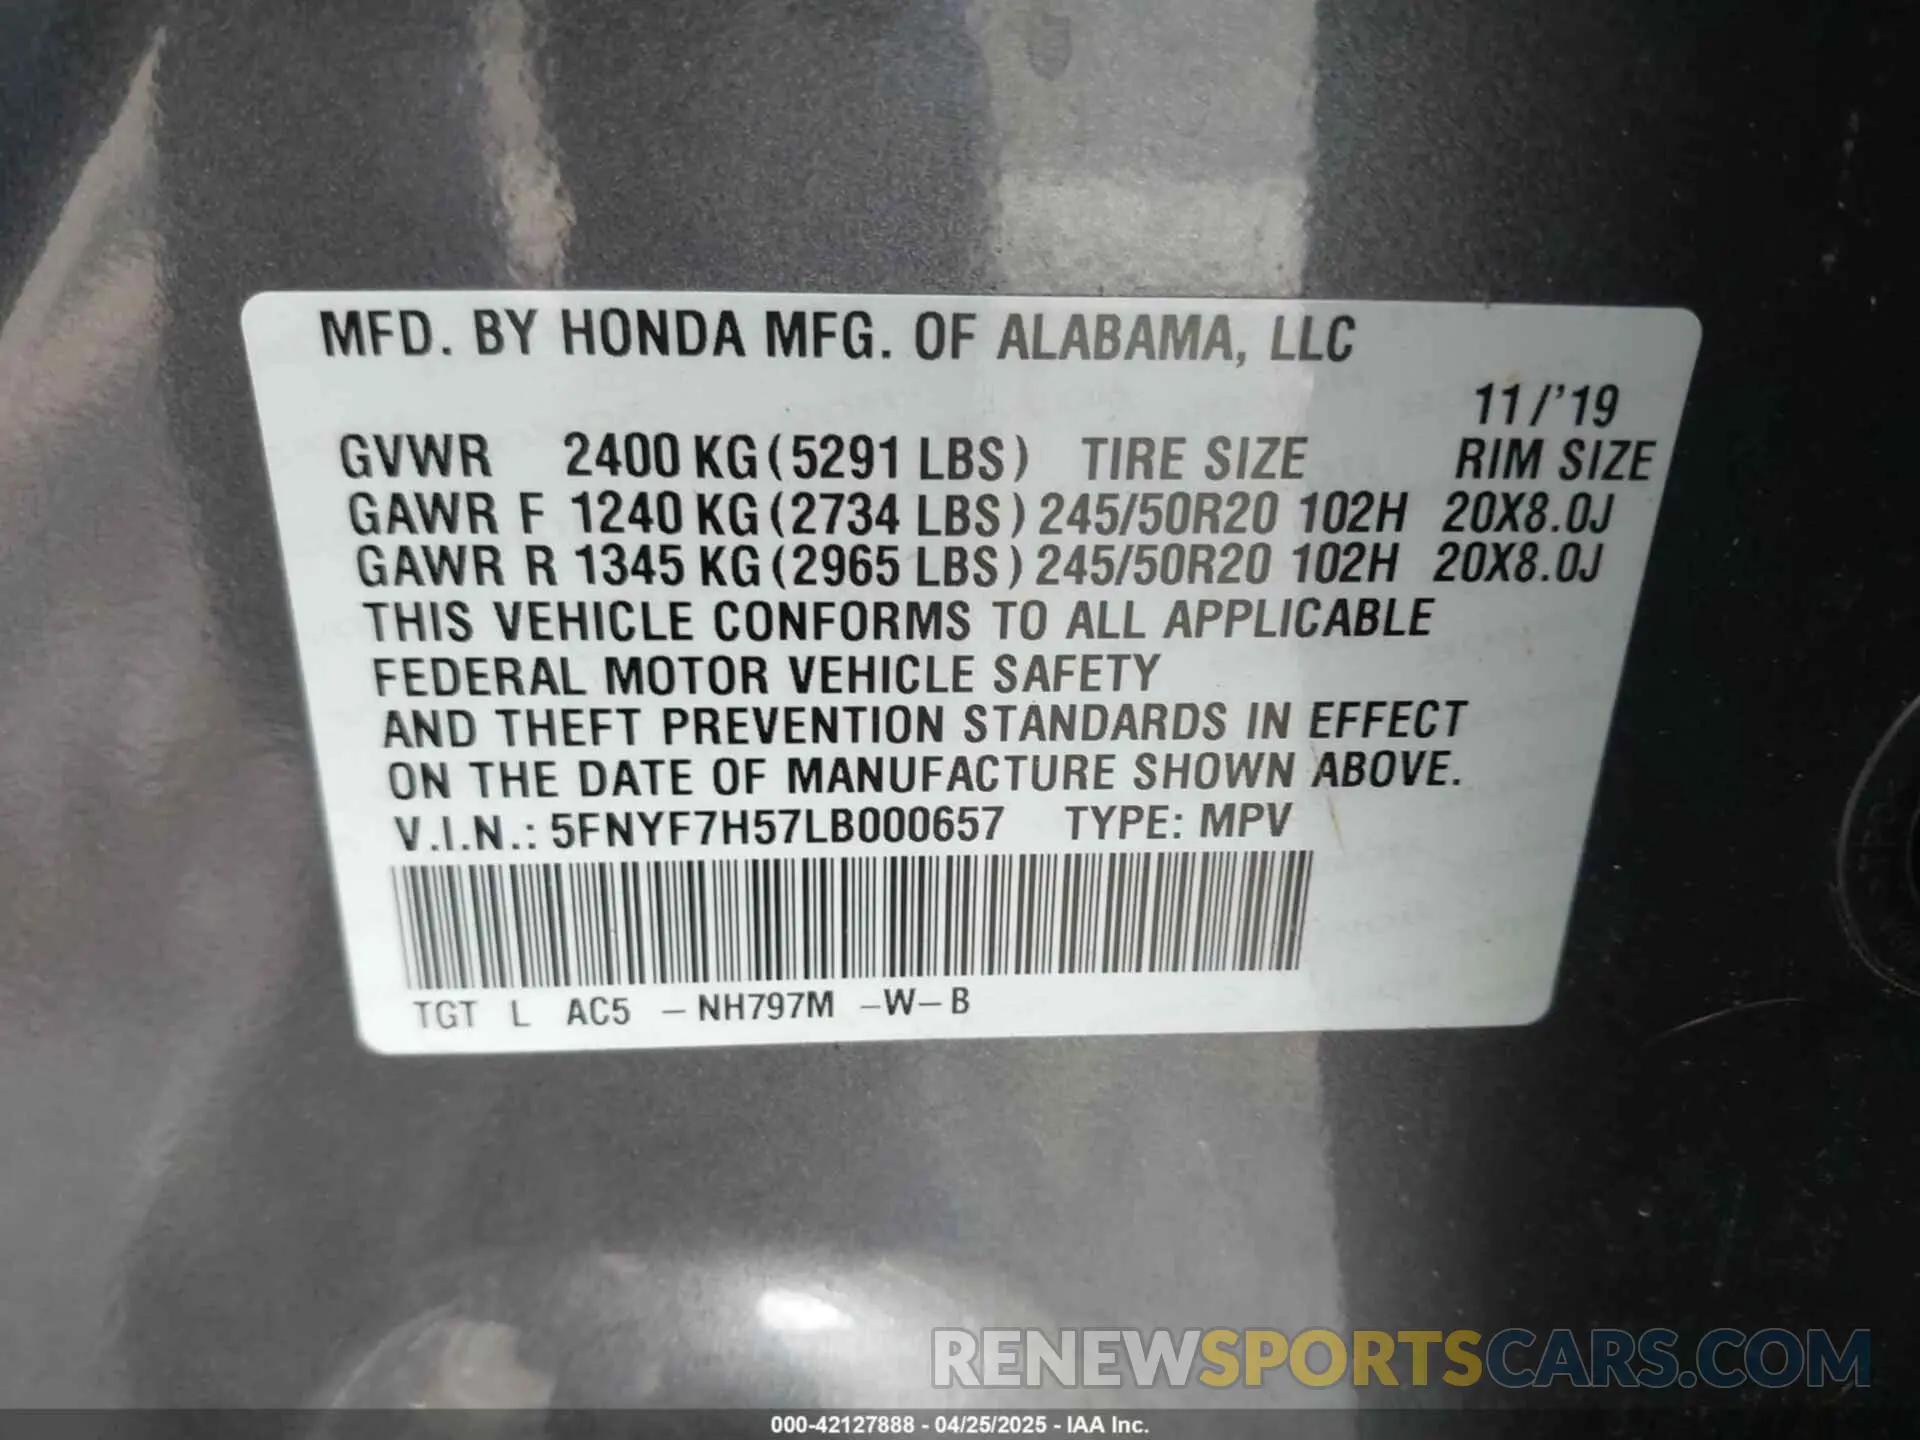 MFD. BY HONDA MFG. OF ALABAMA, LLC
11/'19
GVWR 2400 KG (5291 LBS) TIRE SIZE RIM SIZE
GAWR F 1240 KG (2734 LBS) 245/50R20 102H 20X8.0J
GAWR R 1345 KG (2965 LBS) 245/50R20 102H 20X8.0J
THIS VEHICLE CONFORMS TO ALL APPLICABLE
FEDERAL MOTOR VEHICLE SAFETY
AND THEFT PREVENTION STANDARDS IN EFFECT
ON THE DATE OF MANUFACTURE SHOWN ABOVE.
V.I.N.: 5FNYF7H57LB000657 TYPE: MPV
TGT L AC5 – NH797M –W– B
RENEWSPORTSCARS.COM
000-42127888 - 04/25/2025 - IAA Inc.